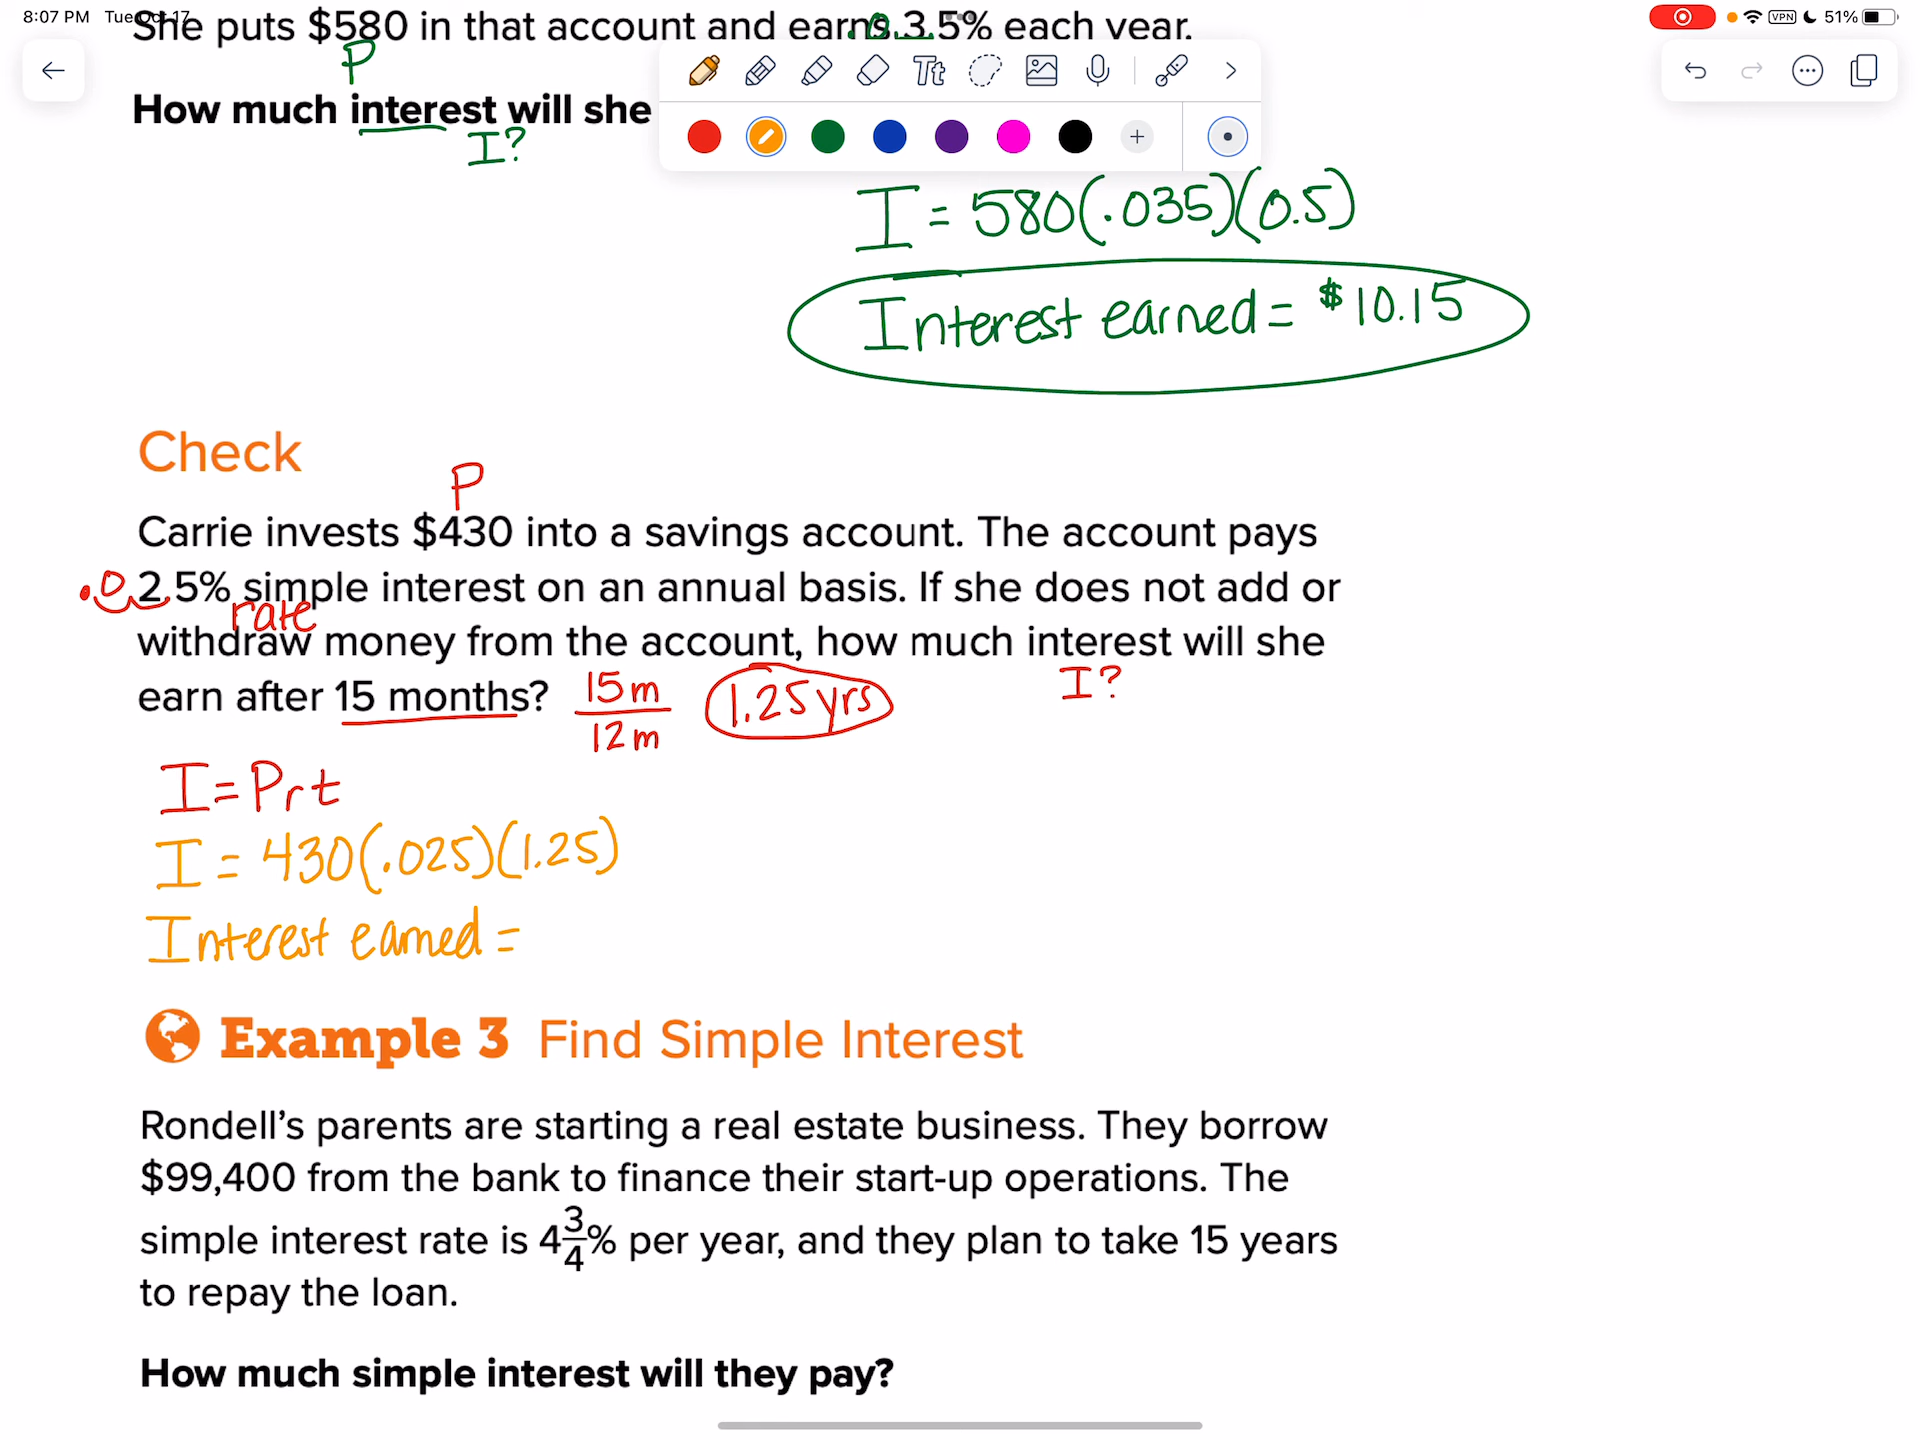 8:07 PM Tue Oct 17
VPN 51%
She puts $580 in that account and earns 3.5% each year.
.0
P
How much interest will she
I?
Tt
I = 580(.035)(0.5)
Interest earned = $10.15
Check
P
Carrie invests $430 into a savings account. The account pays
.0 2.5% simple interest on an annual basis. If she does not add or
rate
withdraw money from the account, how much interest will she
I?
earn after 15 months? 15m 1.25 yrs
12m
I = Prt
I = 430(.025)(1.25)
Interest earned =
Example 3 Find Simple Interest
Rondell’s parents are starting a real estate business. They borrow
$99,400 from the bank to finance their start-up operations. The
simple interest rate is 4 3/4% per year, and they plan to take 15 years
to repay the loan.
How much simple interest will they pay?